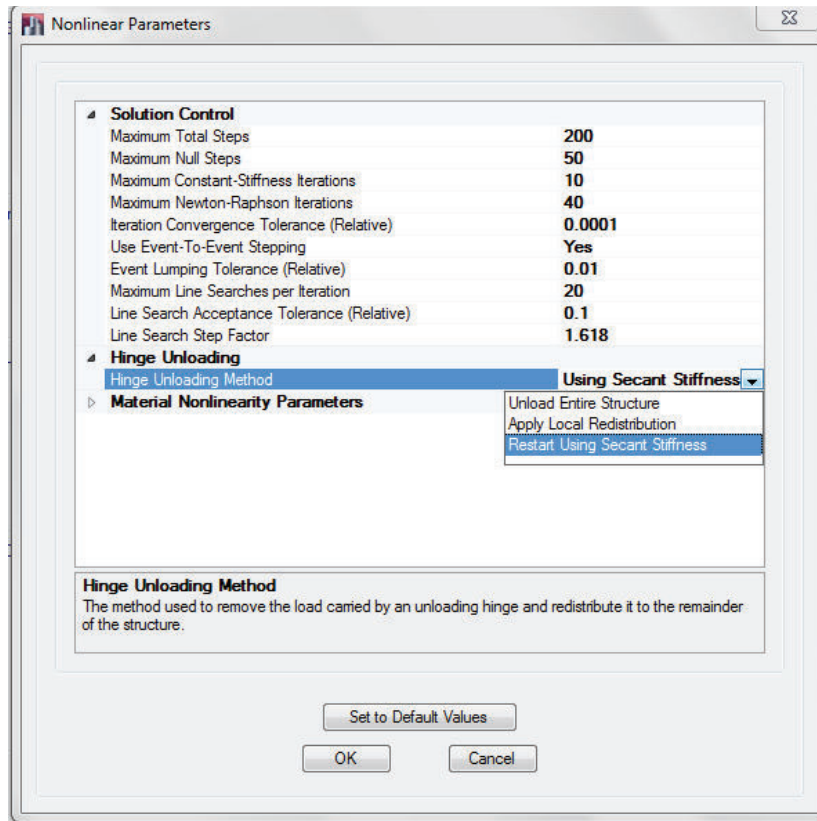 Nonlinear Parameters
Solution Control
Maximum Total Steps 200
Maximum Null Steps 50
Maximum Constant-Stiffness Iterations 10
Maximum Newton-Raphson Iterations 40
Iteration Convergence Tolerance (Relative) 0.0001
Use Event-To-Event Stepping Yes
Event Lumping Tolerance (Relative) 0.01
Maximum Line Searches per Iteration 20
Line Search Acceptance Tolerance (Relative) 0.1
Line Search Step Factor 1.618
Hinge Unloading
Hinge Unloading Method Using Secant Stiffness
Material Nonlinearity Parameters
Unload Entire Structure
Apply Local Redistribution
Restart Using Secant Stiffness
Hinge Unloading Method
The method used to remove the load carried by an unloading hinge and redistribute it to the remainder
of the structure.
Set to Default Values
OK Cancel